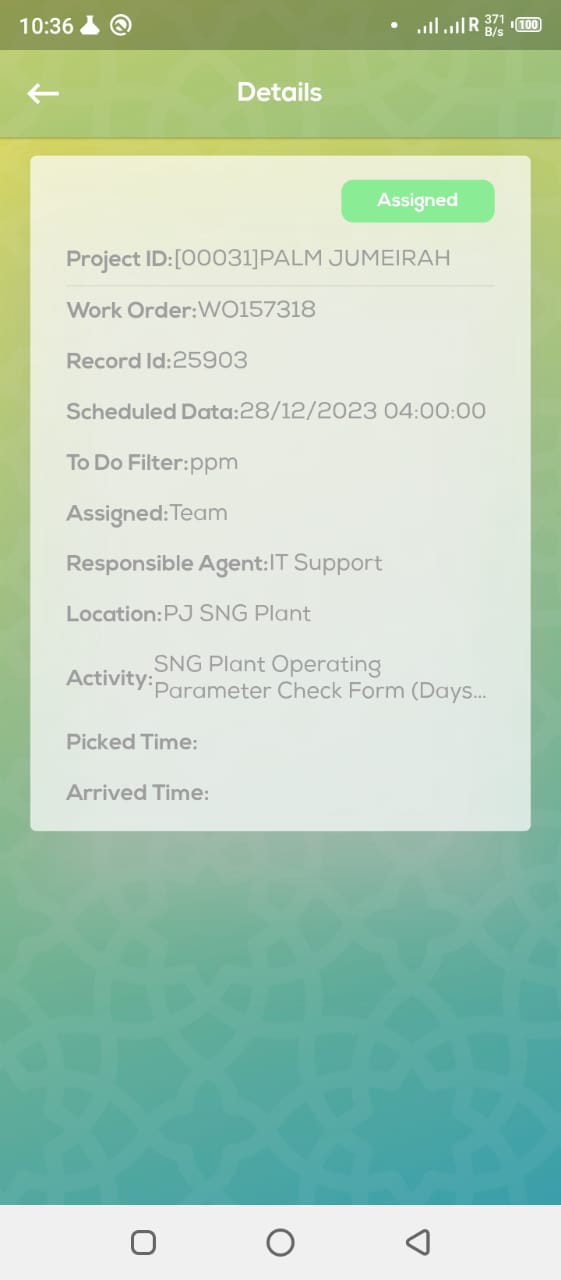 10:36 R 371 B/s 100
Details
Assigned
Project ID:[00031]PALM JUMEIRAH
Work Order:WO157318
Record Id:25903
Scheduled Data:28/12/2023 04:00:00
To Do Filter:ppm
Assigned:Team
Responsible Agent:IT Support
Location:PJ SNG Plant
Activity:SNG Plant Operating
Parameter Check Form (Days...
Picked Time:
Arrived Time: